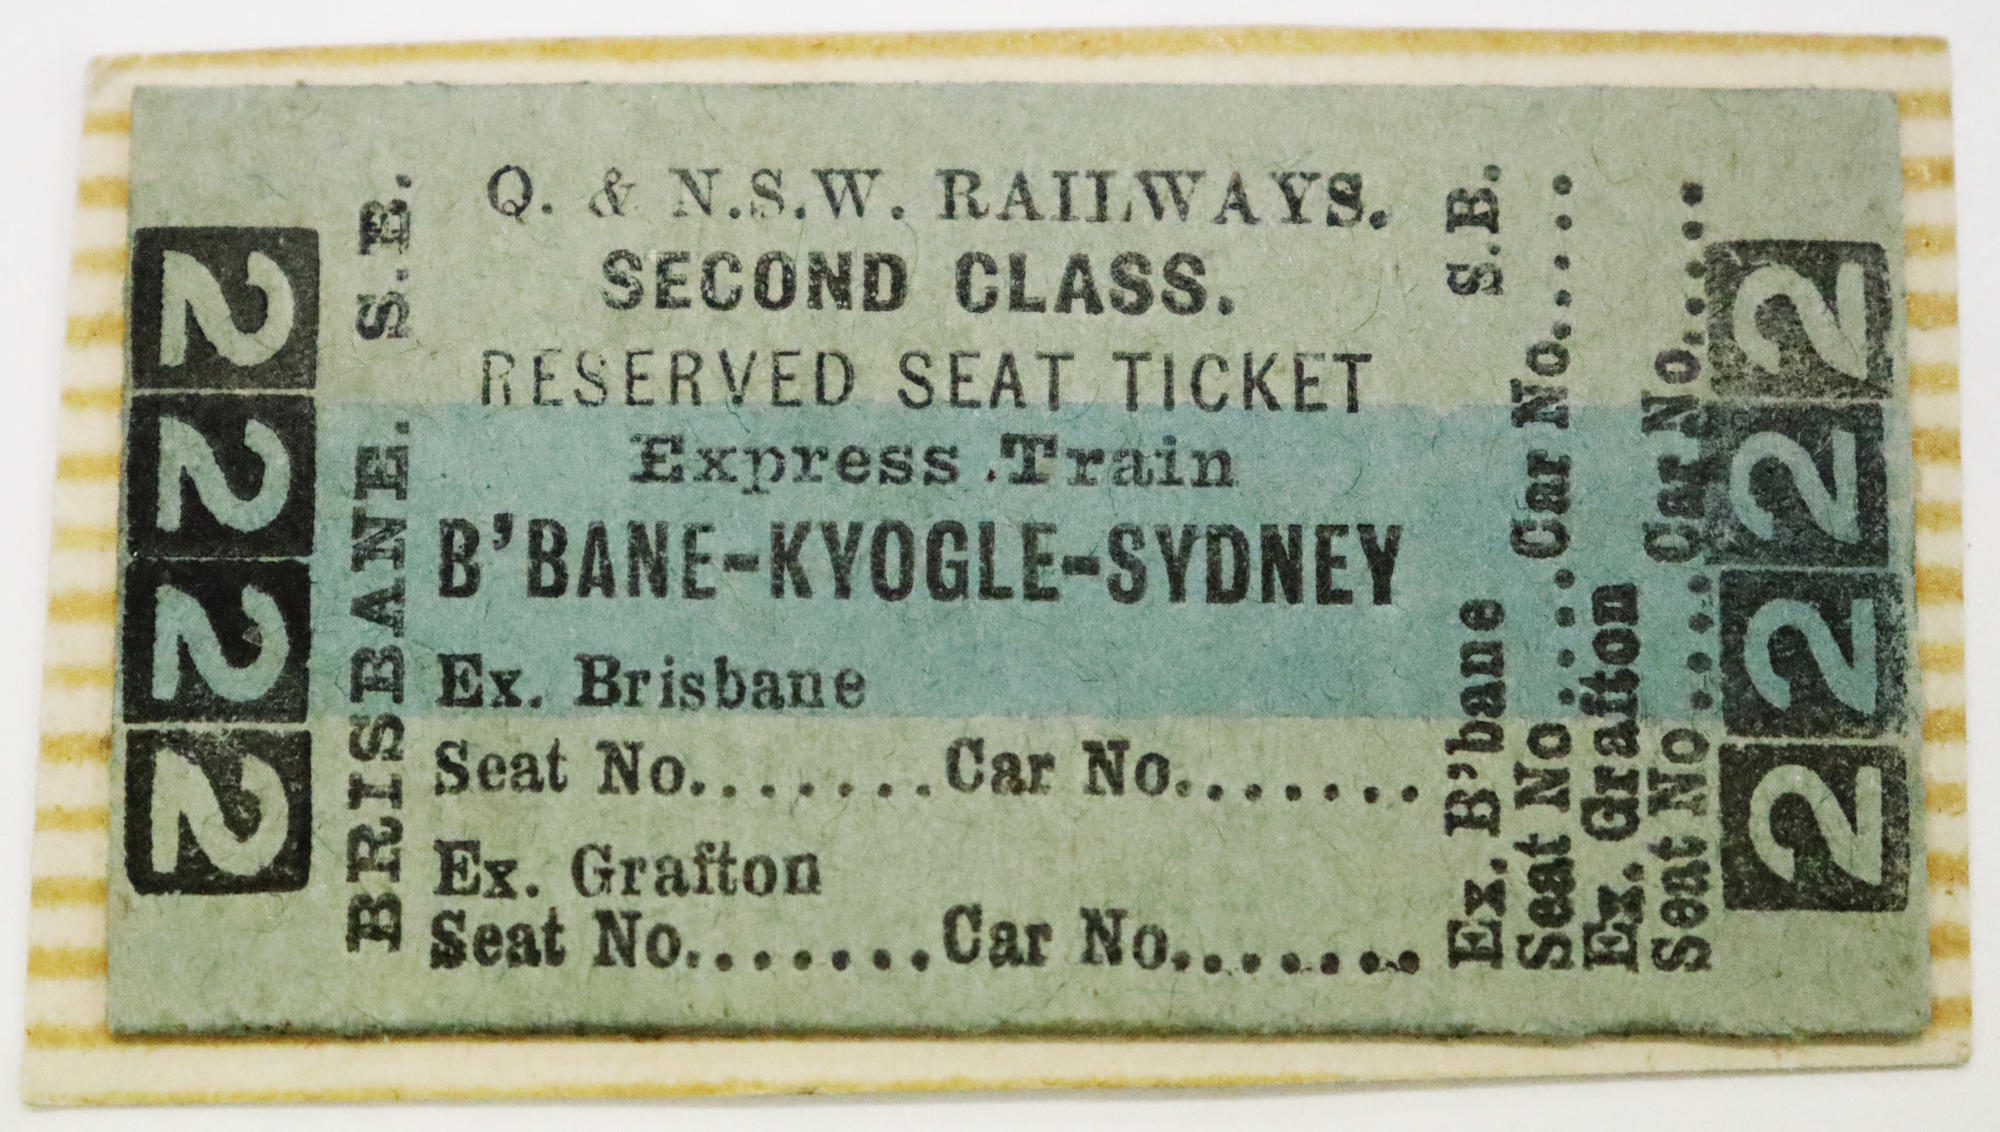 2 2 2 2
BRISBANE. S.B.
Q. & N.S.W. RAILWAYS.
SECOND CLASS.
RESERVED SEAT TICKET
Express Train
B'BANE-KYOGLE-SYDNEY
Ex. Brisbane
Seat No.......Car No.......
Ex. Grafton
Seat No.......Car No.......
Ex. B'bane S.B.
Seat No.....Car No.....
Ex. Grafton
Seat No.....Car No.....
2 2 2 2